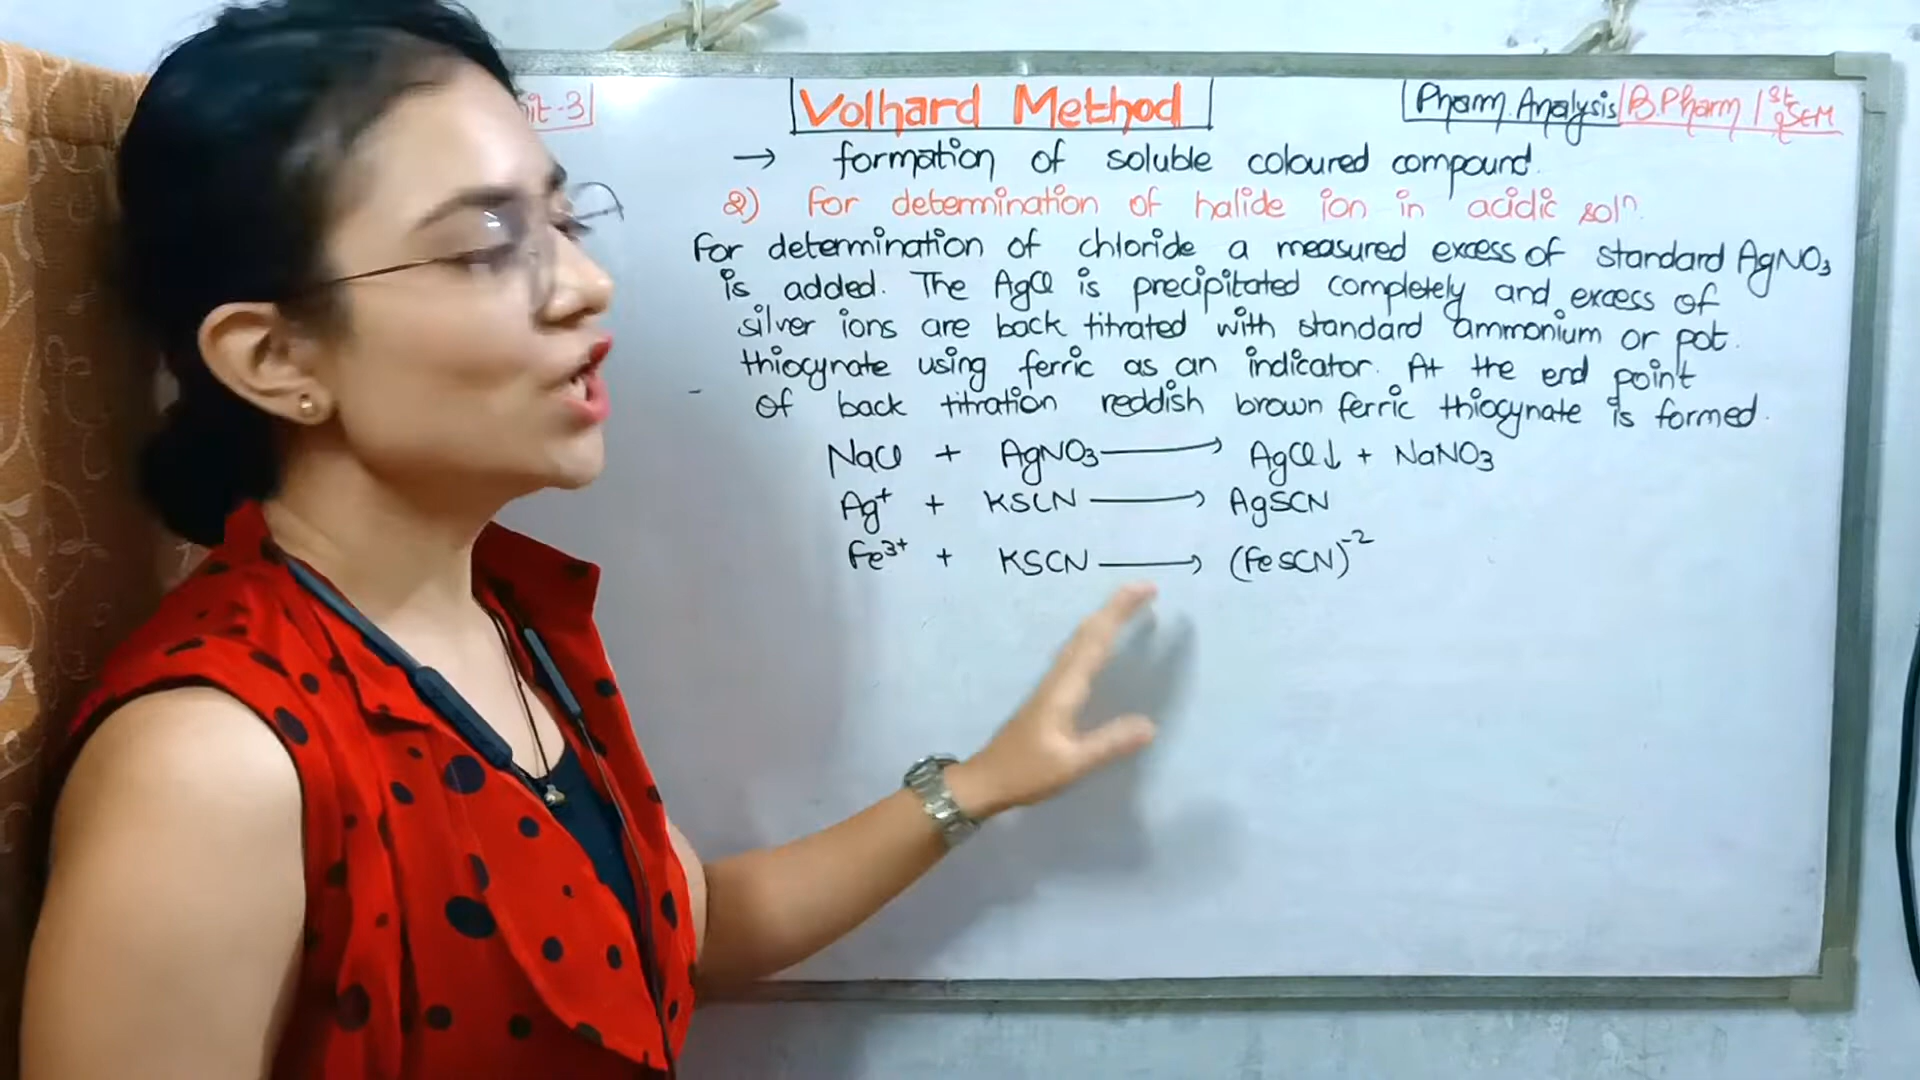 it-3
Volhard Method
Pharm. Analysis B.Pharm 1st SEM
→ formation of soluble coloured compound.
2) For determination of halide ion in acidic solⁿ.
For determination of chloride a measured excess of standard AgNO₃
is added. The AgCl is precipitated completely and excess of
silver ions are back titrated with standard ammonium or pot.
thiocynate using ferric as an indicator. At the end point
of back titration reddish brown ferric thiocynate is formed.
NaCl + AgNO₃ → AgCl↓ + NaNO₃
Ag⁺ + KSCN → AgSCN
Fe³⁺ + KSCN → (FeSCN)⁻²